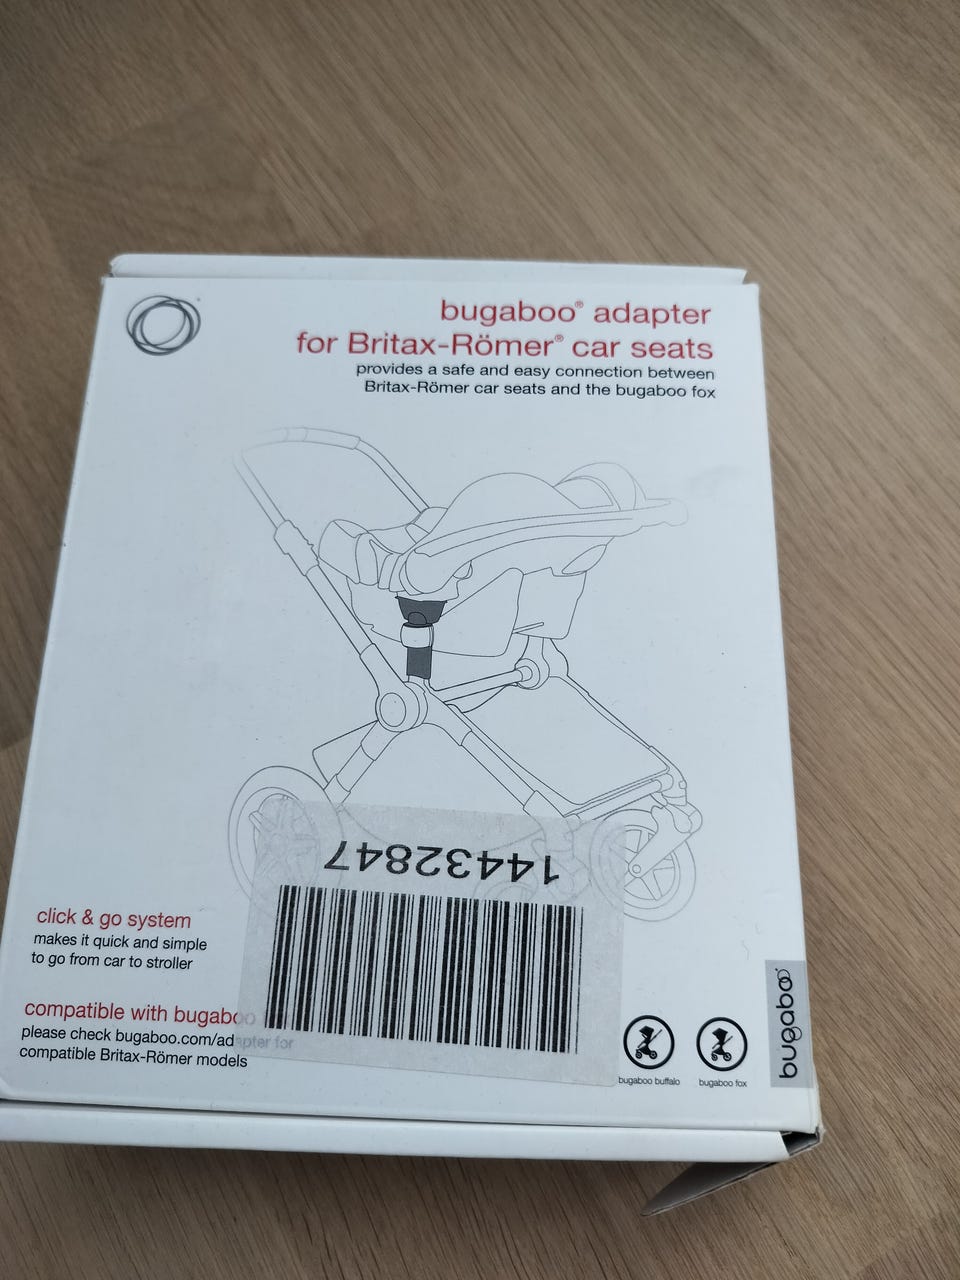 bugaboo® adapter
for Britax-Römer® car seats
provides a safe and easy connection between
Britax-Römer car seats and the bugaboo fox
14432847
click & go system
makes it quick and simple
to go from car to stroller
compatible with bugaboo
please check bugaboo.com/adapter for
compatible Britax-Römer models
bugaboo buffalo
bugaboo fox
bugaboo